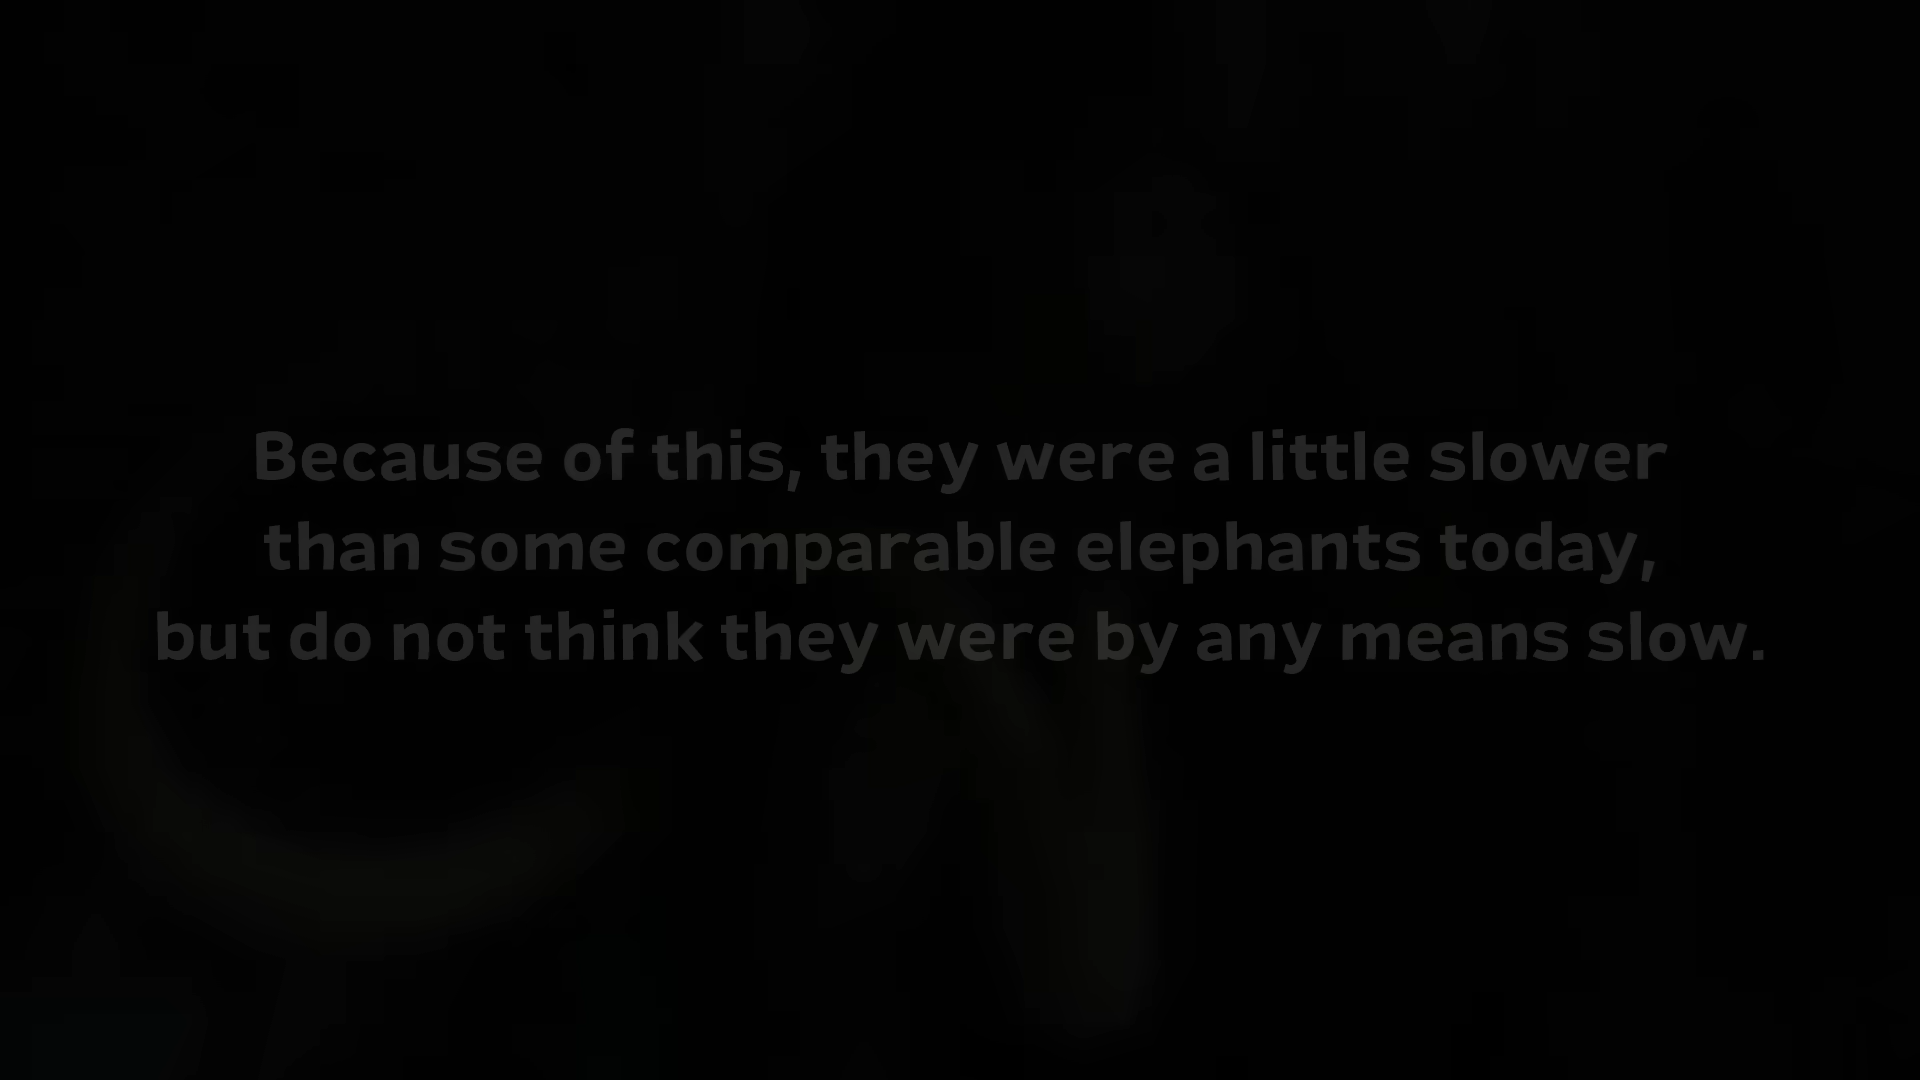 Because of this, they were a little slower
than some comparable elephants today,
but do not think they were by any means slow.